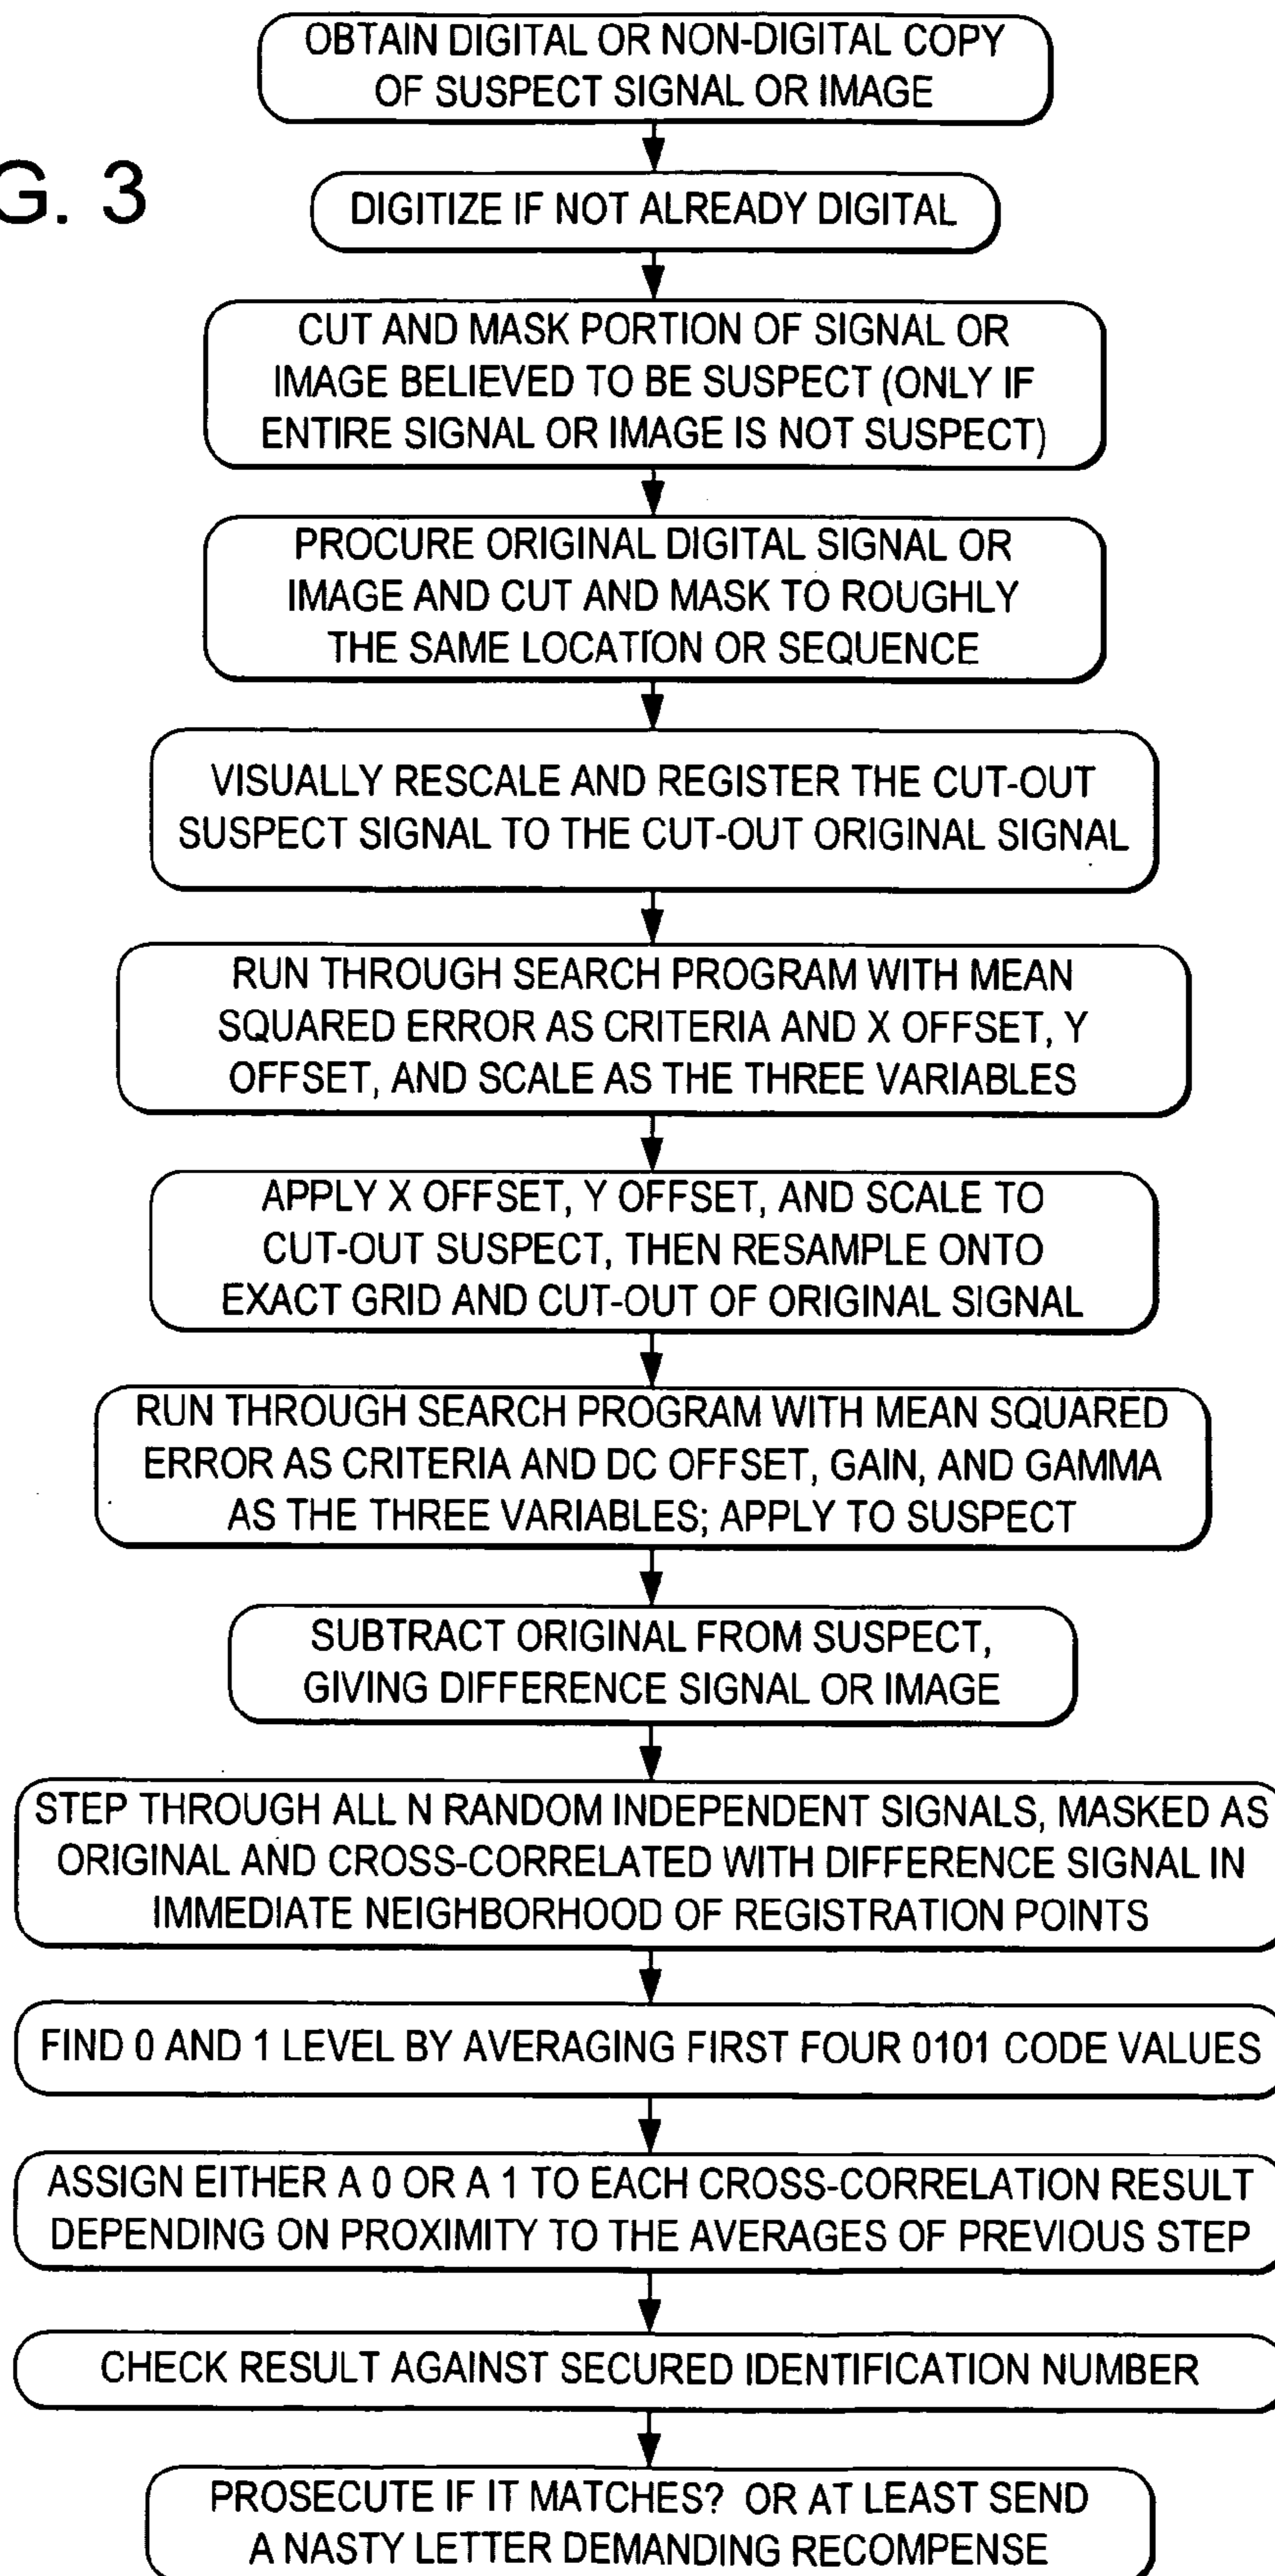 OBTAIN DIGITAL OR NON-DIGITAL COPY
OF SUSPECT SIGNAL OR IMAGE
G. 3
DIGITIZE IF NOT ALREADY DIGITAL
CUT AND MASK PORTION OF SIGNAL OR
IMAGE BELIEVED TO BE SUSPECT (ONLY IF
ENTIRE SIGNAL OR IMAGE IS NOT SUSPECT)
PROCURE ORIGINAL DIGITAL SIGNAL OR
IMAGE AND CUT AND MASK TO ROUGHLY
THE SAME LOCATION OR SEQUENCE
VISUALLY RESCALE AND REGISTER THE CUT-OUT
SUSPECT SIGNAL TO THE CUT-OUT ORIGINAL SIGNAL
RUN THROUGH SEARCH PROGRAM WITH MEAN
SQUARED ERROR AS CRITERIA AND X OFFSET, Y
OFFSET, AND SCALE AS THE THREE VARIABLES
APPLY X OFFSET, Y OFFSET, AND SCALE TO
CUT-OUT SUSPECT, THEN RESAMPLE ONTO
EXACT GRID AND CUT-OUT OF ORIGINAL SIGNAL
RUN THROUGH SEARCH PROGRAM WITH MEAN SQUARED
ERROR AS CRITERIA AND DC OFFSET, GAIN, AND GAMMA
AS THE THREE VARIABLES; APPLY TO SUSPECT
SUBTRACT ORIGINAL FROM SUSPECT,
GIVING DIFFERENCE SIGNAL OR IMAGE
STEP THROUGH ALL N RANDOM INDEPENDENT SIGNALS, MASKED AS
ORIGINAL AND CROSS-CORRELATED WITH DIFFERENCE SIGNAL IN
IMMEDIATE NEIGHBORHOOD OF REGISTRATION POINTS
FIND 0 AND 1 LEVEL BY AVERAGING FIRST FOUR 0101 CODE VALUES
ASSIGN EITHER A 0 OR A 1 TO EACH CROSS-CORRELATION RESULT
DEPENDING ON PROXIMITY TO THE AVERAGES OF PREVIOUS STEP
CHECK RESULT AGAINST SECURED IDENTIFICATION NUMBER
PROSECUTE IF IT MATCHES? OR AT LEAST SEND
A NASTY LETTER DEMANDING RECOMPENSE